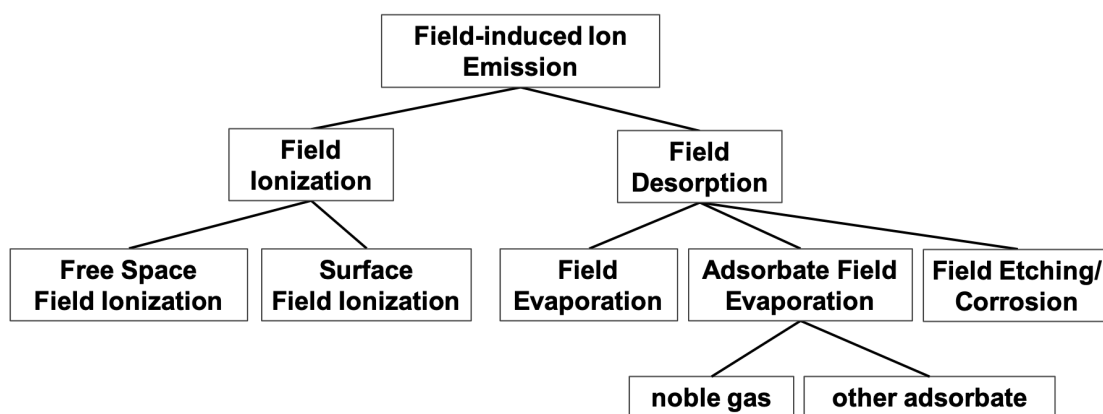 Field-induced Ion
Emission
Field
Ionization
Field
Desorption
Free Space
Field Ionization
Surface
Field Ionization
Field
Evaporation
Adsorbate Field
Evaporation
Field Etching/
Corrosion
noble gas
other adsorbate